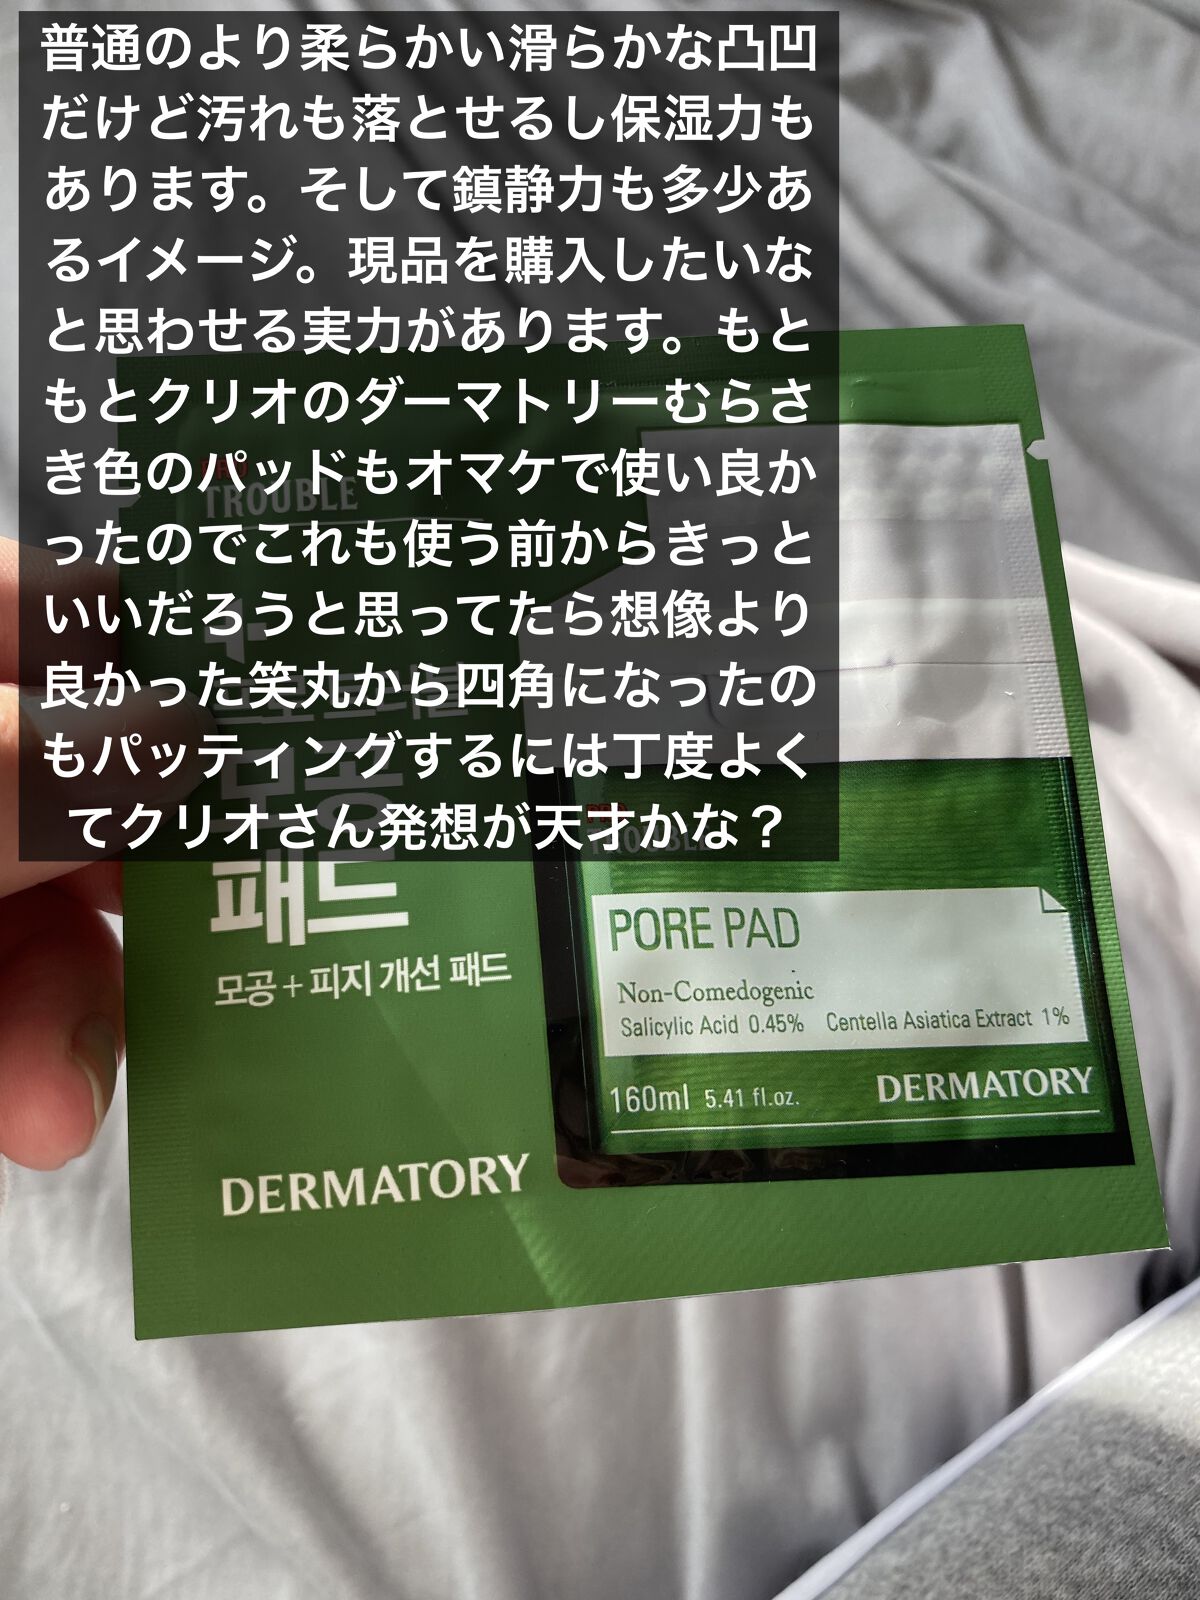 普通のより柔らかい滑らかな凸凹
だけど汚れも落とせるし保湿力も
あります。そして鎮静力も多少あ
るイメージ。現品を購入したいな
と思わせる実力があります。もと
もとクリオのダーマトリーむらさ
き色のパッドもオマケで使い良か
ったのでこれも使う前からきっと
いいだろうと思ってたら想像より
良かった笑丸から四角になったの
もパッティングするには丁度よく
てクリオさん発想が天才かな？
PRO
TROUBLE
모공
패드
모공+피지 개선 패드
DERMATORY
PRO
TROUBLE
PORE PAD
Non-Comedogenic
Salicylic Acid 0.45% Centella Asiatica Extract 1%
160ml 5.41 fl.oz.
DERMATORY